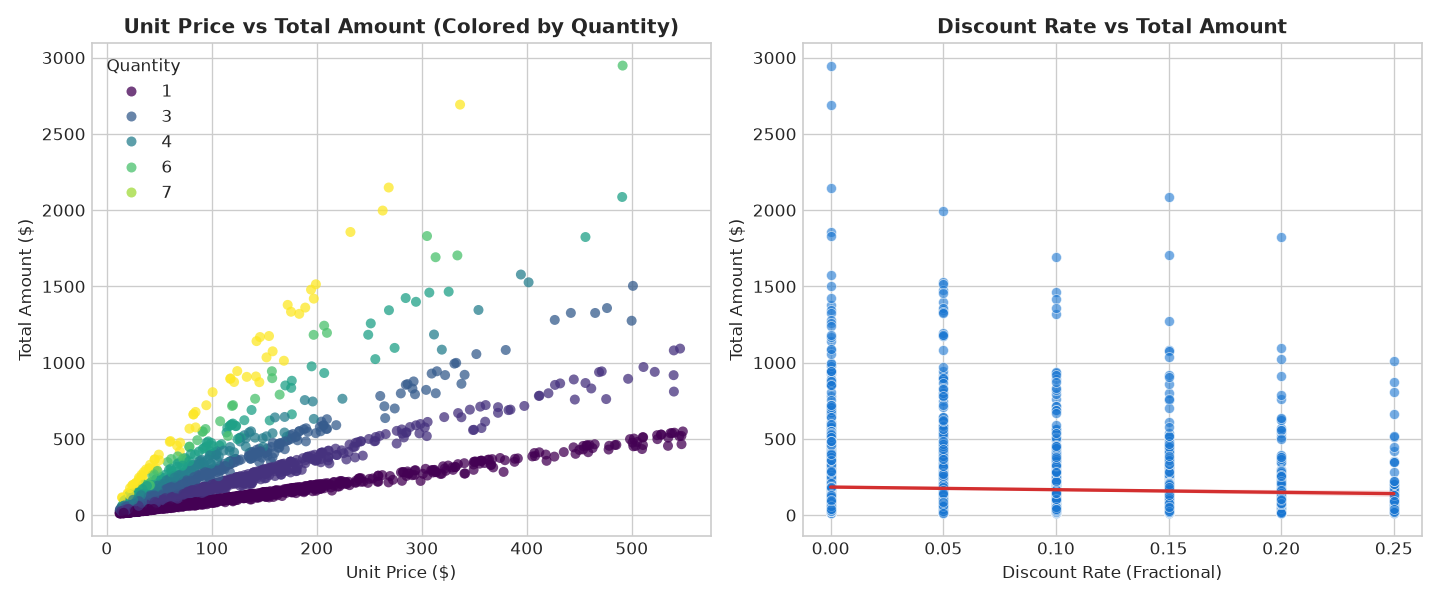 Unit Price vs Total Amount (Colored by Quantity)
Quantity
1
3
4
6
7
3000
2500
2000
1500
1000
500
0
Total Amount ($)
0 100 200 300 400 500
Unit Price ($)
Discount Rate vs Total Amount
3000
2500
2000
1500
1000
500
0
Total Amount ($)
0.00 0.05 0.10 0.15 0.20 0.25
Discount Rate (Fractional)